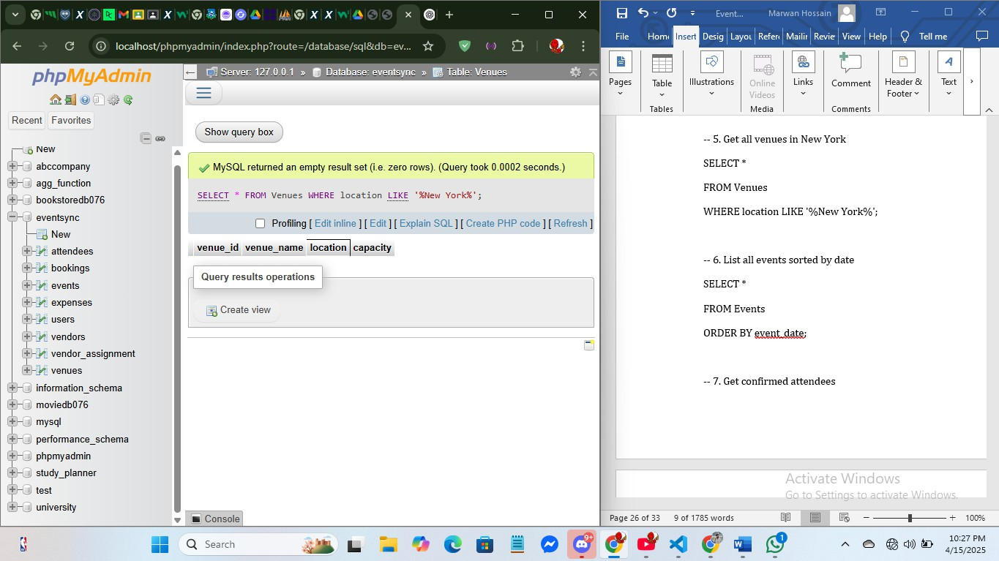 localhost/phpmyadmin/index.php?route=/database/sql&db=ev...
phpMyAdmin
Recent Favorites
New
abccompany
agg_function
bookstoredb076
eventsync
New
attendees
bookings
events
expenses
users
vendors
vendor_assignment
venues
information_schema
moviedb076
mysql
performance_schema
phpmyadmin
study_planner
test
university
Server: 127.0.0.1 » Database: eventsync » Table: Venues
Show query box
MySQL returned an empty result set (i.e. zero rows). (Query took 0.0002 seconds.)
SELECT * FROM Venues WHERE location LIKE '%New York%';
Profiling [ Edit inline ] [ Edit ] [ Explain SQL ] [ Create PHP code ] [ Refresh ]
venue_id venue_name location capacity
Query results operations
Create view
Console
Event... Marwan Hossain
File Home Insert Desig Layou Refere Mailin Revie View Help Tell me
Pages Table Illustrations Online Videos Links Comment Header & Footer Text
Tables Media Comments
-- 5. Get all venues in New York
SELECT *
FROM Venues
WHERE location LIKE '%New York%';
-- 6. List all events sorted by date
SELECT *
FROM Events
ORDER BY event_date;
-- 7. Get confirmed attendees
Activate Windows
Go to Settings to activate Windows.
Page 26 of 33 9 of 1785 words 100%
Search
9+
1
10:27 PM
4/15/2025